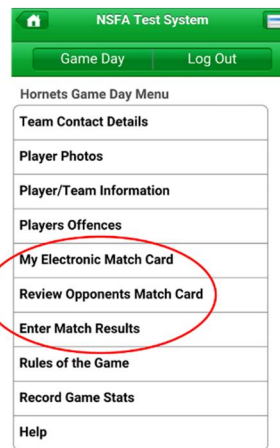 NSFA Test System
Game Day
Log Out
Hornets Game Day Menu
Team Contact Details
Player Photos
Player/Team Information
Players Offences
My Electronic Match Card
Review Opponents Match Card
Enter Match Results
Rules of the Game
Record Game Stats
Help